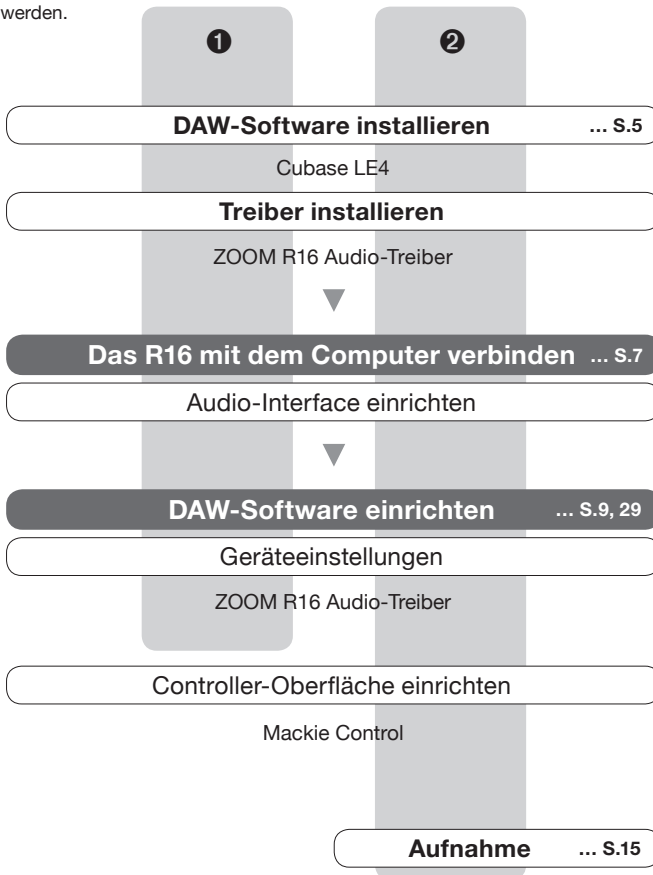 werden.
❶ ❷
DAW-Software installieren ... S.5
Cubase LE4
Treiber installieren
ZOOM R16 Audio-Treiber
Das R16 mit dem Computer verbinden ... S.7
Audio-Interface einrichten
DAW-Software einrichten ... S.9, 29
Geräteeinstellungen
ZOOM R16 Audio-Treiber
Controller-Oberfläche einrichten
Mackie Control
Aufnahme ... S.15